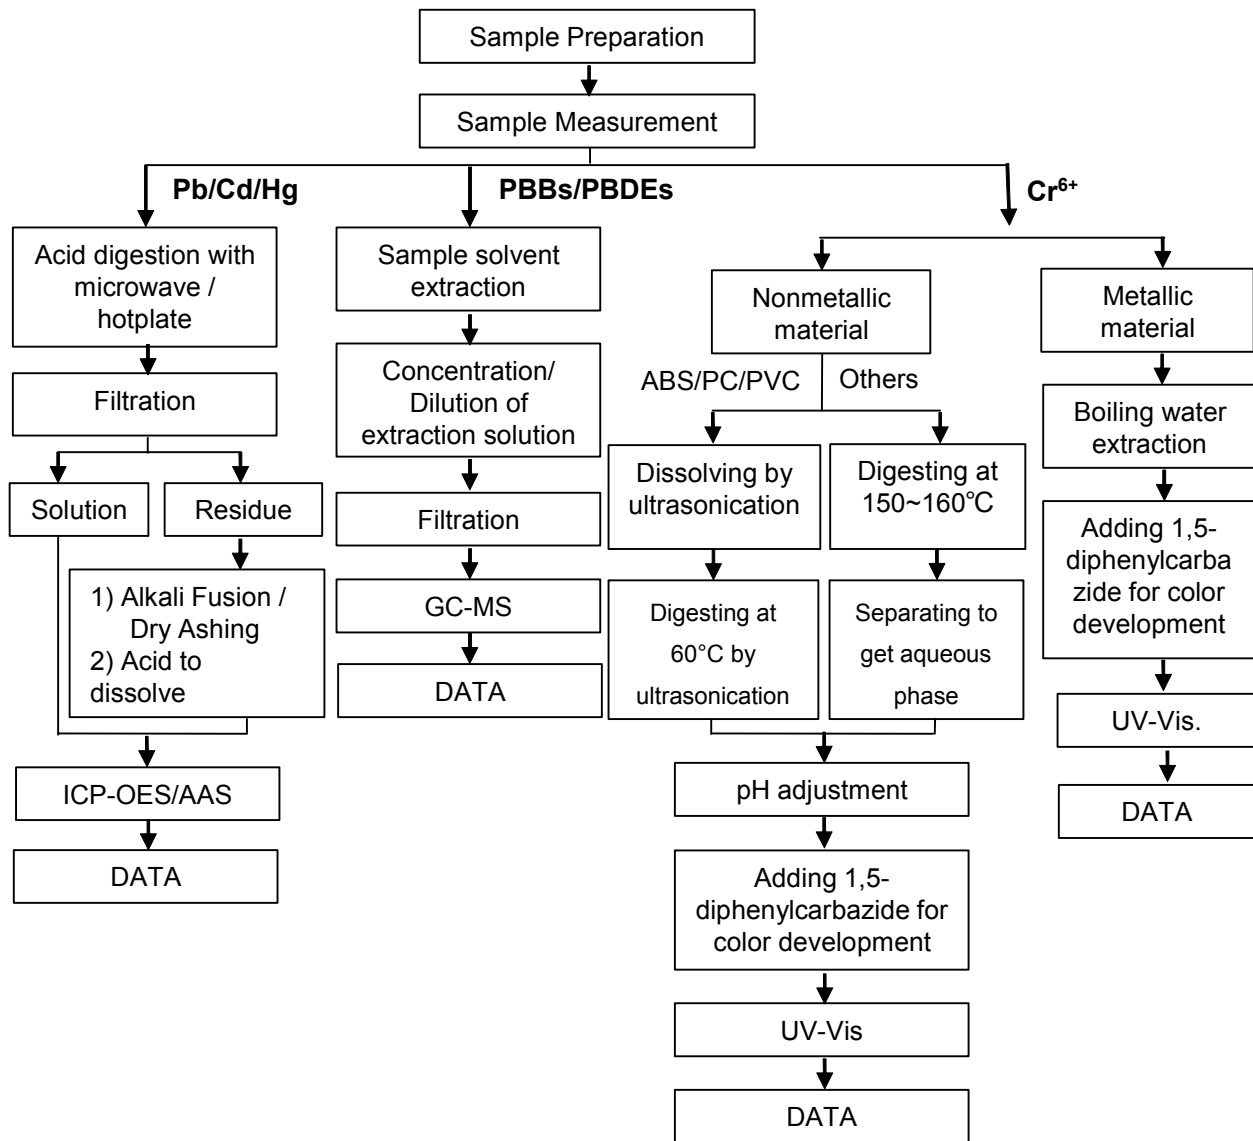 Sample Preparation
Sample Measurement
Pb/Cd/Hg
PBBs/PBDEs
Cr⁶⁺
Acid digestion with
microwave /
hotplate
Filtration
Solution
Residue
1) Alkali Fusion /
Dry Ashing
2) Acid to
dissolve
ICP-OES/AAS
DATA
Sample solvent
extraction
Concentration/
Dilution of
extraction solution
Filtration
GC-MS
DATA
Nonmetallic
material
ABS/PC/PVC
Others
Dissolving by
ultrasonication
Digesting at
60°C by
ultrasonication
Digesting at
150~160℃
Separating to
get aqueous
phase
pH adjustment
Adding 1,5-
diphenylcarbazide for
color development
UV-Vis
DATA
Metallic
material
Boiling water
extraction
Adding 1,5-
diphenylcarba
zide for color
development
UV-Vis.
DATA